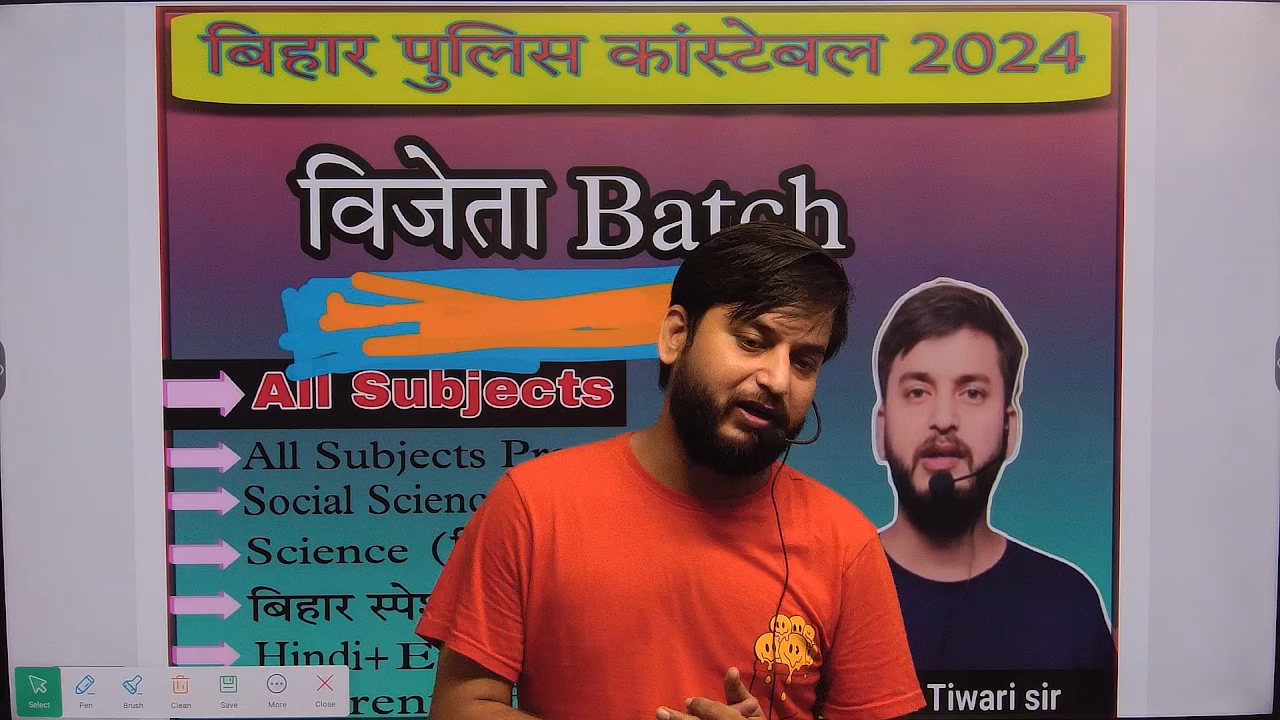 बिहार पुलिस कांस्टेबल 2024
विजेता Batch
All Subjects
All Subjects
Social
Science
बिहार
Hindi+
Tiwari sir
Select Pen Brush Clean Save More Close